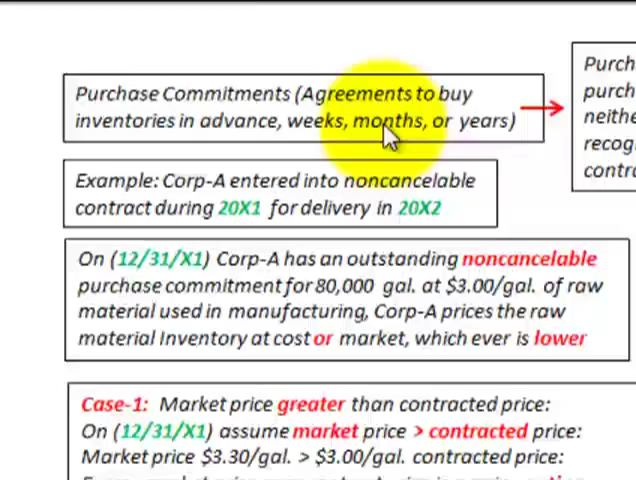 Purchase Commitments (Agreements to buy
inventories in advance, weeks, months, or years)
Example: Corp-A entered into noncancelable
contract during 20X1 for delivery in 20X2
On (12/31/X1) Corp-A has an outstanding noncancelable
purchase commitment for 80,000 gal. at $3.00/gal. of raw
material used in manufacturing, Corp-A prices the raw
material Inventory at cost or market, which ever is lower
Case-1: Market price greater than contracted price:
On (12/31/X1) assume market price > contracted price:
Market price $3.30/gal. > $3.00/gal. contracted price:
Purch
purch
neithe
recog
contra